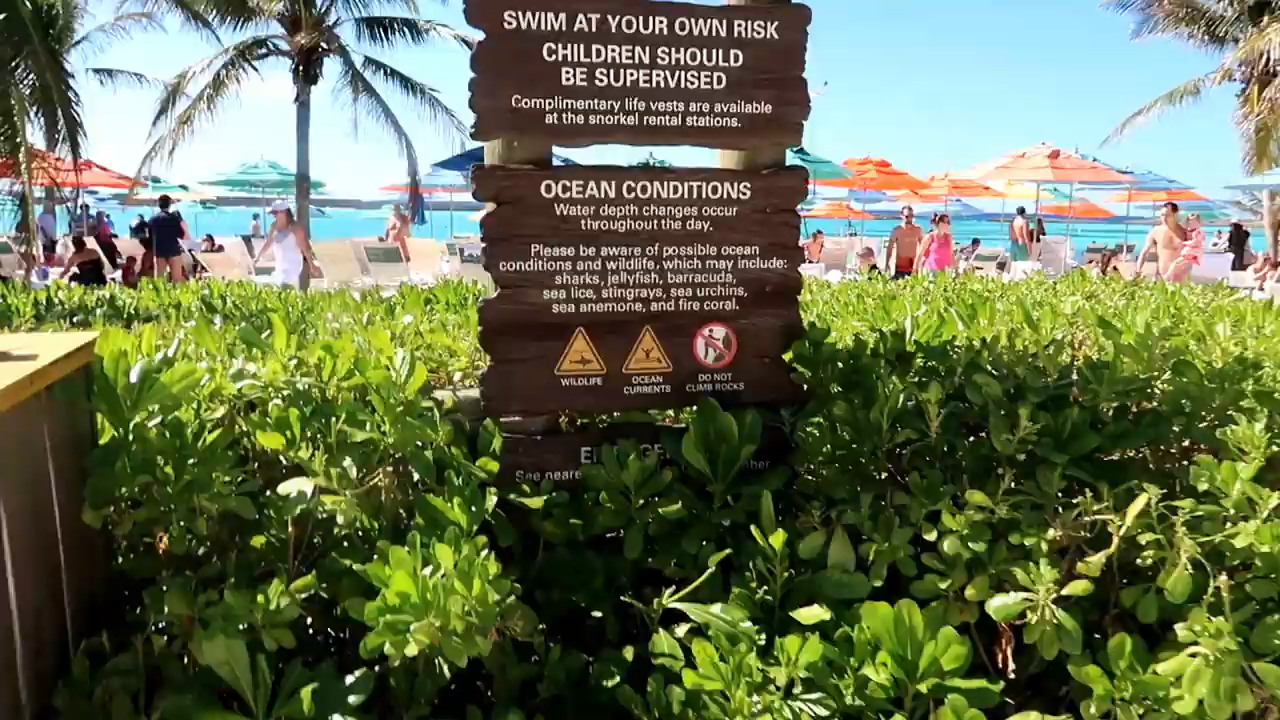 SWIM AT YOUR OWN RISK
CHILDREN SHOULD
BE SUPERVISED
Complimentary life vests are available
at the snorkel rental stations.
OCEAN CONDITIONS
Water depth changes occur
throughout the day.
Please be aware of possible ocean
conditions and wildlife, which may include:
sharks, jellyfish, barracuda,
sea lice, stingrays, sea urchins,
sea anemone, and fire coral.
WILDLIFE
OCEAN
CURRENTS
DO NOT
CLIMB ROCKS
See